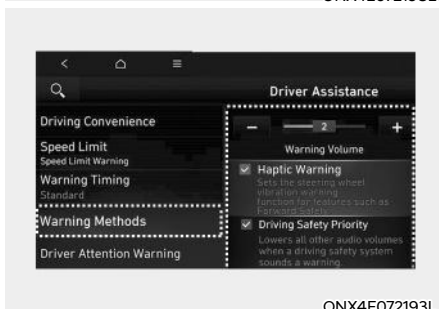 Driver Assistance
Driving Convenience
Speed Limit
Speed Limit Warning
Warning Timing
Standard
Warning Methods
Driver Attention Warning
− 2 +
Warning Volume
Haptic Warning
Sets the steering wheel
vibration warning
function for features such as
Forward Safety
Driving Safety Priority
Lowers all other audio volumes
when a driving safety system
sounds a warning.
ONX4E072193L